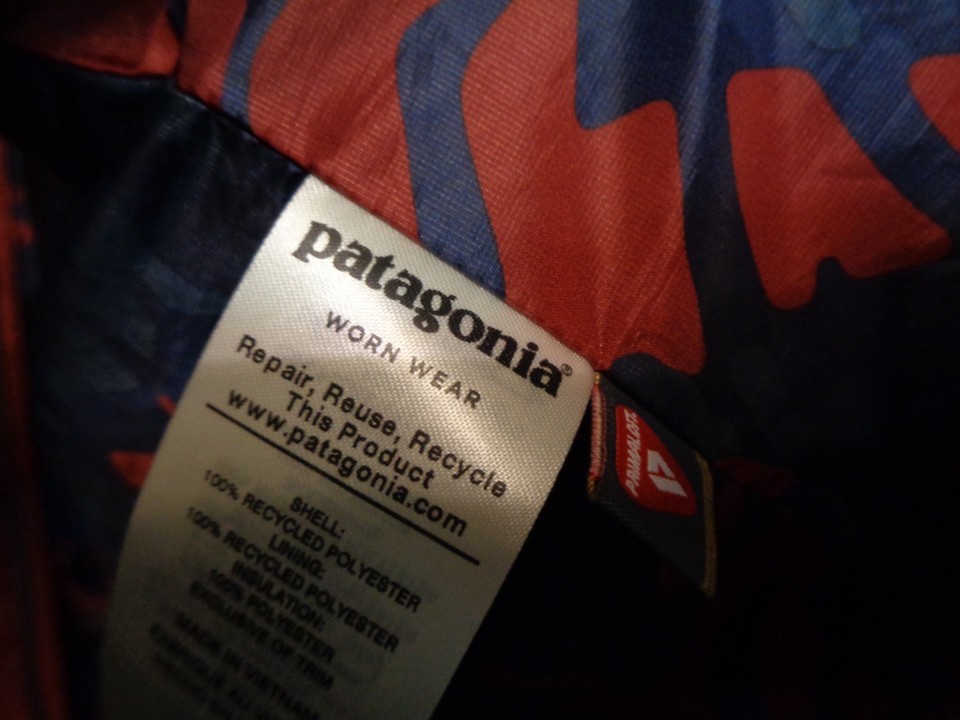 patagonia®
WORN WEAR
Repair, Reuse, Recycle
This Product
www.patagonia.com
SHELL:
100% RECYCLED POLYESTER
LINING:
100% RECYCLED POLYESTER
INSULATION:
100% POLYESTER
EXCLUSIVE OF TRIM
MADE IN VIETNAM
PRIMALOFT